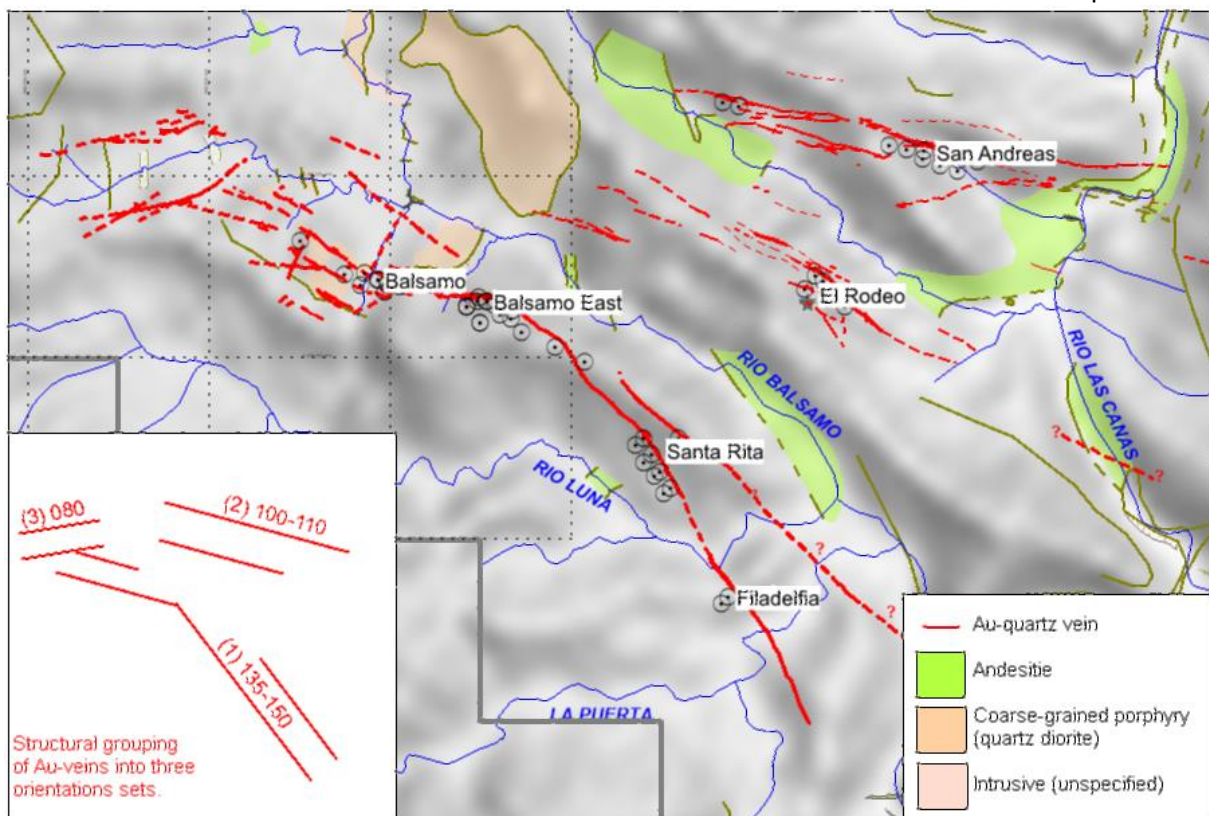 San Andreas
Balsamo
Balsamo East
El Rodeo
RIO BALSAMO
RIO LAS CANAS
?
?
Santa Rita
RIO LUNA
?
?
Filadelfia
LA PUERTA
(3) 080
(2) 100-110
(1) 135-150
Structural grouping
of Au-veins into three
orientations sets.
Au-quartz vein
Andesitie
Coarse-grained porphyry
(quartz diorite)
Intrusive (unspecified)